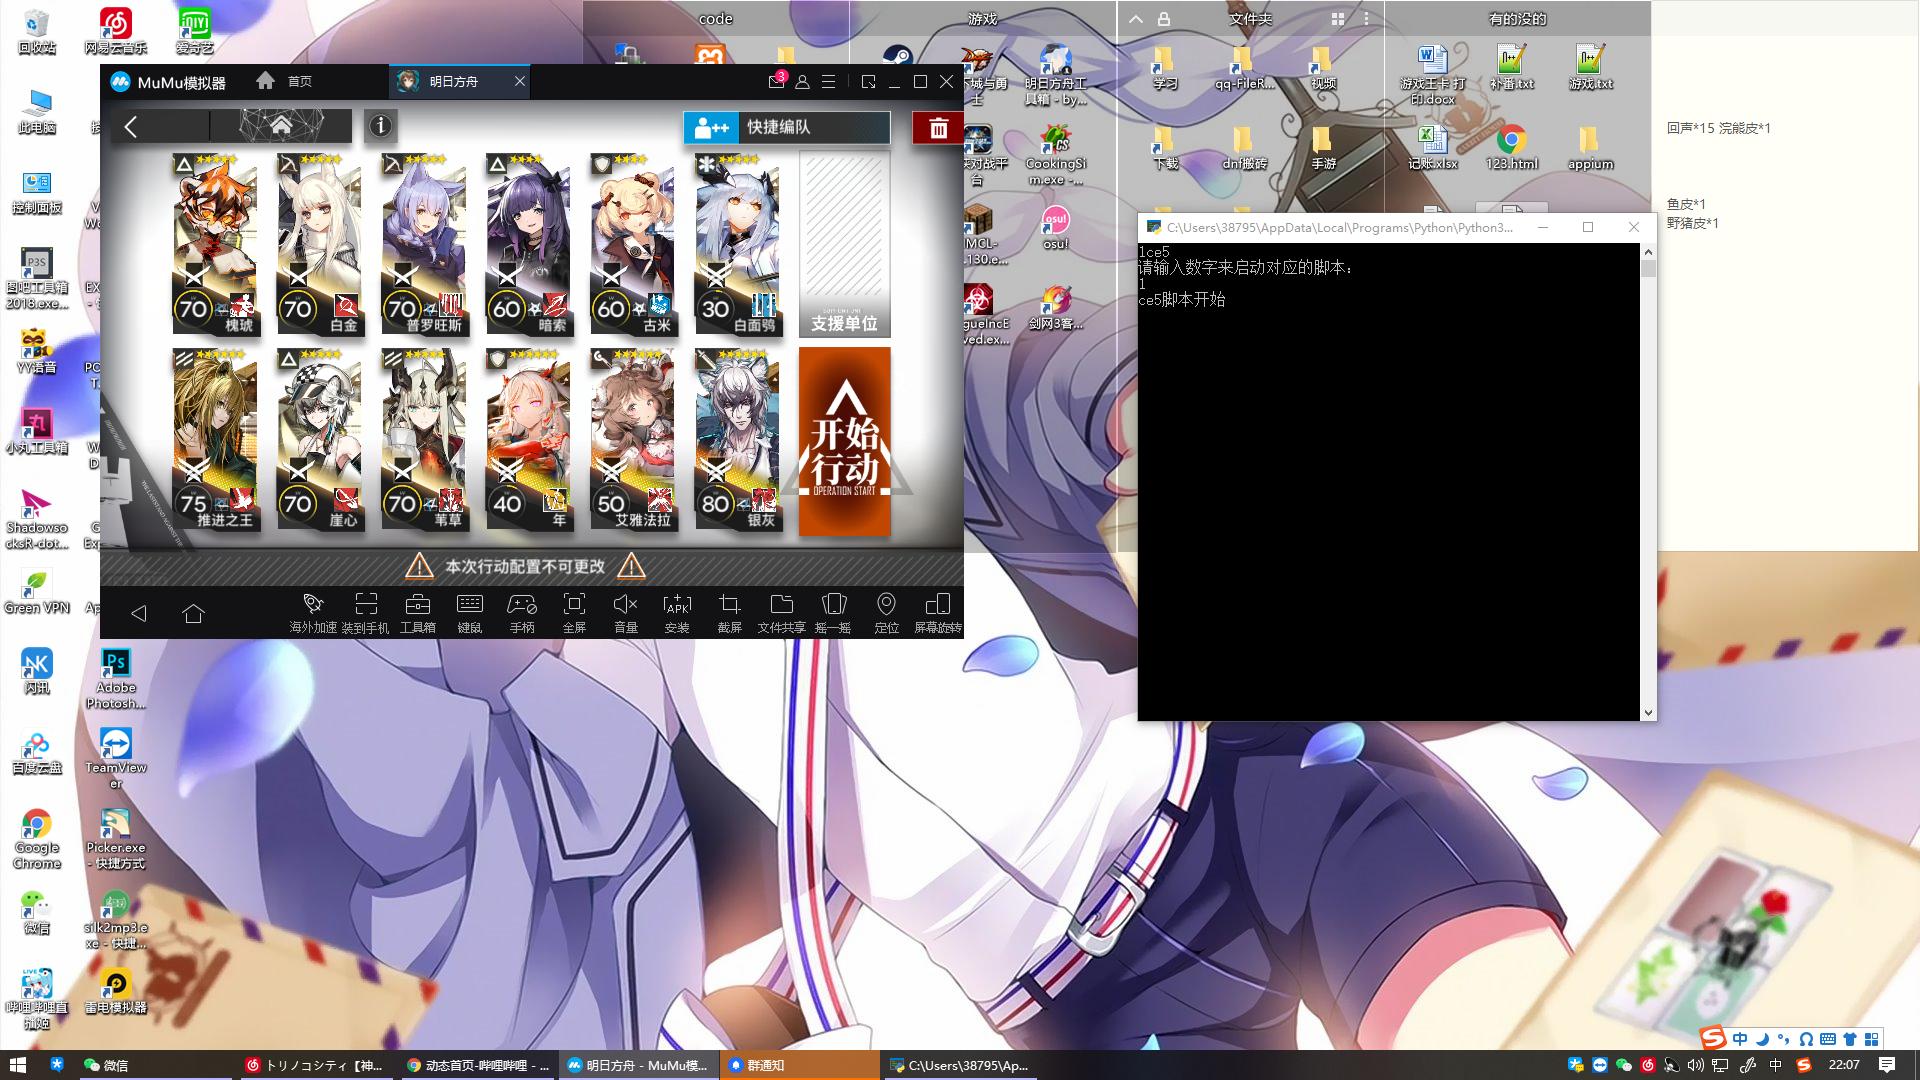 code
游戏
文件夹
有的没的
回收站
网易云音乐
爱奇艺
此电脑
控制面板
图吧工具箱
2018.exe...
YY语音
小丸工具箱
Shadowso
cksR-dot...
Green VPN
闪讯
Adobe
Photosh...
百度云盘
TeamView
er
Google
Chrome
Picker.exe
- 快捷方式
微信
silk2mp3.e
xe - 快捷...
哔哩哔哩直
播姬
雷电模拟器
明日方舟工
具箱 - by...
CookingSi
m.exe -...
osu!
剑网3客...
学习
qq-FileR...
视频
下载
dnf搬砖
手游
游戏王卡 打
印.docx
补番.txt
游戏.txt
记账.xlsx
123.html
appium
回声*15 浣熊皮*1
鱼皮*1
野猪皮*1
MuMu模拟器
首页
明日方舟
3
快捷编队
70
槐琥
70
白金
70
普罗旺斯
60
暗索
60
古米
30
白面鸮
支援单位
75
推进之王
70
崖心
70
苇草
40
年
50
艾雅法拉
80
银灰
开始
行动
OPERATION START
本次行动配置不可更改
海外加速
装到手机
工具箱
键鼠
手柄
全屏
音量
APK
安装
截屏
文件共享
摇一摇
定位
屏幕旋转
C:\Users\38795\AppData\Local\Programs\Python\Python3...
1ce5
请输入数字来启动对应的脚本：
1
ce5脚本开始
中
微信
トリノコシティ【神...
动态首页-哔哩哔哩 - ...
明日方舟 - MuMu模...
群通知
C:\Users\38795\Ap...
中
22:07